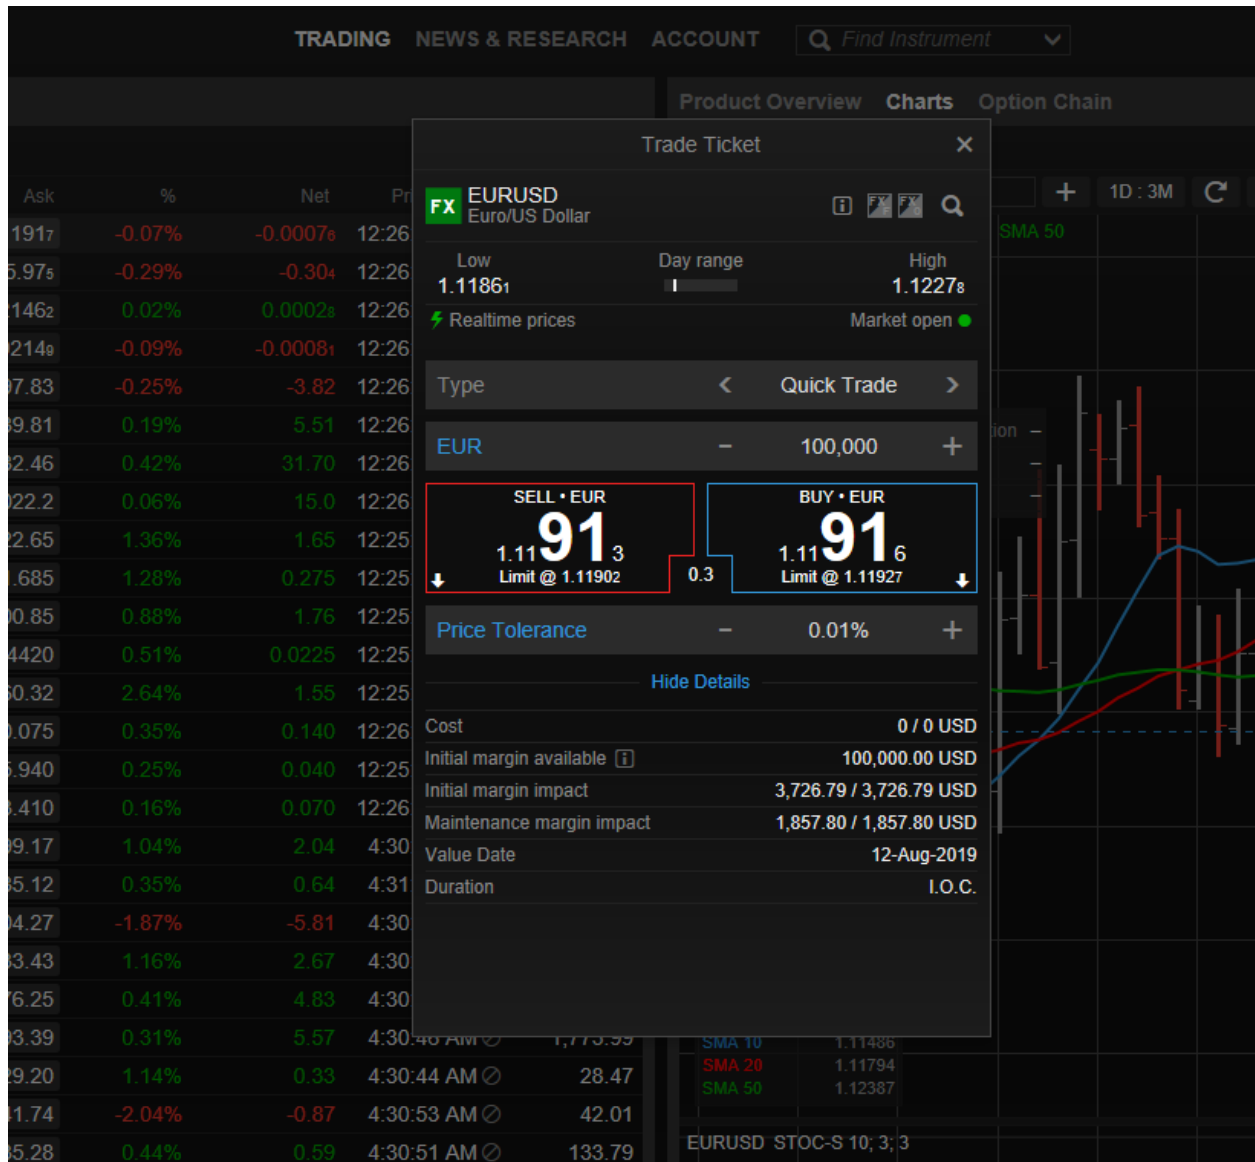 TRADING NEWS & RESEARCH ACCOUNT Find Instrument
Product Overview Charts Option Chain
Trade Ticket
Ask % Net
FX EURUSD
Euro/US Dollar
1D : 3M
SMA 50
Low Day range High
1.11861 1.12278
Realtime prices Market open
Type Quick Trade
EUR − 100,000 +
SELL • EUR BUY • EUR
1.11913 1.11916
Limit @ 1.11902 0.3 Limit @ 1.11927
Price Tolerance − 0.01% +
Hide Details
Cost 0 / 0 USD
Initial margin available 100,000.00 USD
Initial margin impact 3,726.79 / 3,726.79 USD
Maintenance margin impact 1,857.80 / 1,857.80 USD
Value Date 12-Aug-2019
Duration I.O.C.
-0.07% -0.00076 12:26
-0.29% -0.304 12:26
0.02% 0.00028 12:26
-0.09% -0.00081 12:26
-0.25% -3.82 12:26
0.19% 5.51 12:26
0.42% 31.70 12:26
0.06% 15.0 12:26
1.36% 1.65 12:25
1.28% 0.275 12:25
0.88% 1.76 12:25
0.51% 0.0225 12:25
2.64% 1.55 12:25
0.35% 0.140 12:26
0.25% 0.040 12:25
0.16% 0.070 12:26
1.04% 2.04 4:30
0.35% 0.64 4:31
-1.87% -5.81 4:30
1.16% 2.67 4:30
0.41% 4.83 4:30
0.31% 5.57 4:30:46 AM 1,773.99
1.14% 0.33 4:30:44 AM 28.47
-2.04% -0.87 4:30:53 AM 42.01
0.44% 0.59 4:30:51 AM 133.79
SMA 10 1.11486
SMA 20 1.11794
SMA 50 1.12387
EURUSD STOC-S 10; 3; 3